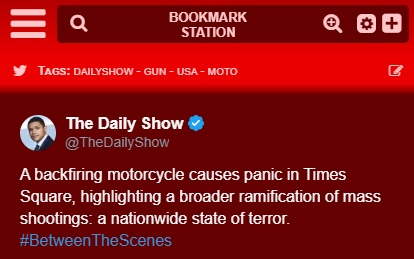 BOOKMARK
STATION
TAGS: DAILYSHOW - GUN - USA - MOTO
The Daily Show
@TheDailyShow
A backfiring motorcycle causes panic in Times
Square, highlighting a broader ramification of mass
shootings: a nationwide state of terror.
#BetweenTheScenes